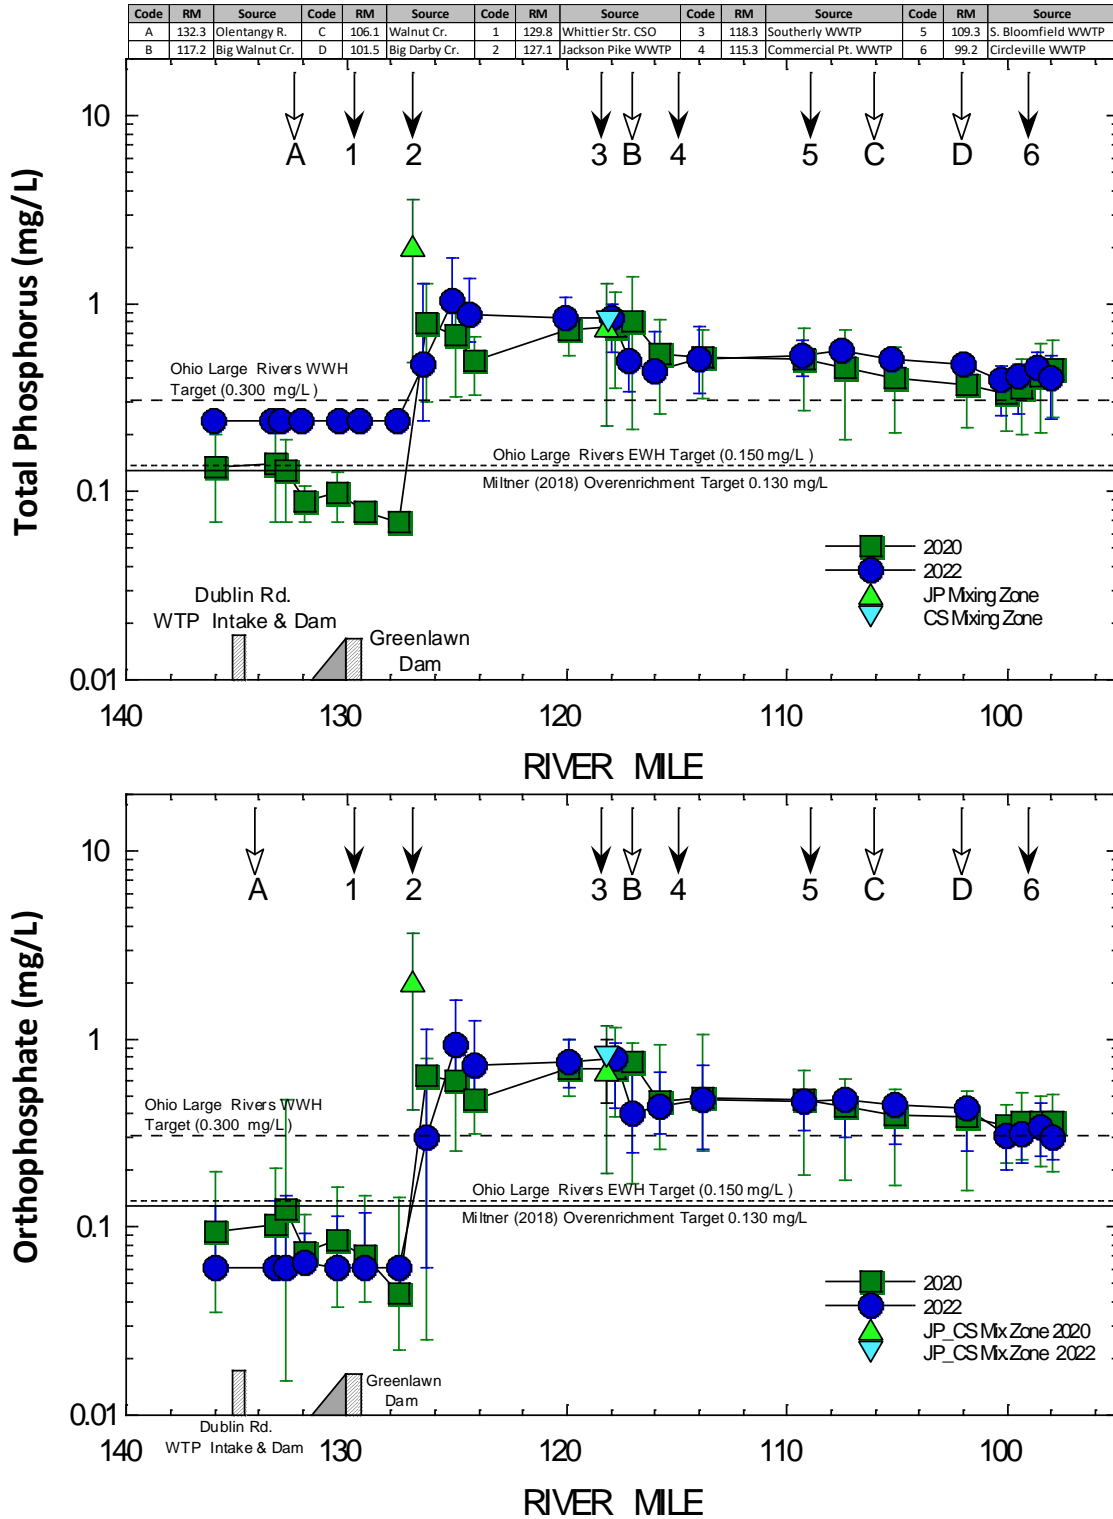 Code RM Source Code RM Source Code RM Source Code RM Source Code RM Source
A 132.3 Olentangy R. C 106.1 Walnut Cr. 1 129.8 Whittier Str. CSO 3 118.3 Southerly WWTP 5 109.3 S. Bloomfield WWTP
B 117.2 Big Walnut Cr. D 101.5 Big Darby Cr. 2 127.1 Jackson Pike WWTP 4 115.3 Commercial Pt. WWTP 6 99.2 Circleville WWTP
Total Phosphorus (mg/L)
10
1
0.1
0.01
A 1 2 3 B 4 5 C D 6
Ohio Large Rivers WWH
Target (0.300 mg/L )
Ohio Large Rivers EWH Target (0.150 mg/L )
Miltner (2018) Overenrichment Target 0.130 mg/L
2020
2022
JP Mixing Zone
CS Mixing Zone
Dublin Rd.
WTP Intake & Dam
Greenlawn
Dam
140 130 120 110 100
RIVER MILE
Orthophosphate (mg/L)
10
1
0.1
0.01
A 1 2 3 B 4 5 C D 6
Ohio Large Rivers WWH
Target (0.300 mg/L )
Ohio Large Rivers EWH Target (0.150 mg/L )
Miltner (2018) Overenrichment Target 0.130 mg/L
2020
2022
JP_CS Mix Zone 2020
JP_CS Mix Zone 2022
Greenlawn
Dam
Dublin Rd.
WTP Intake & Dam
140 130 120 110 100
RIVER MILE